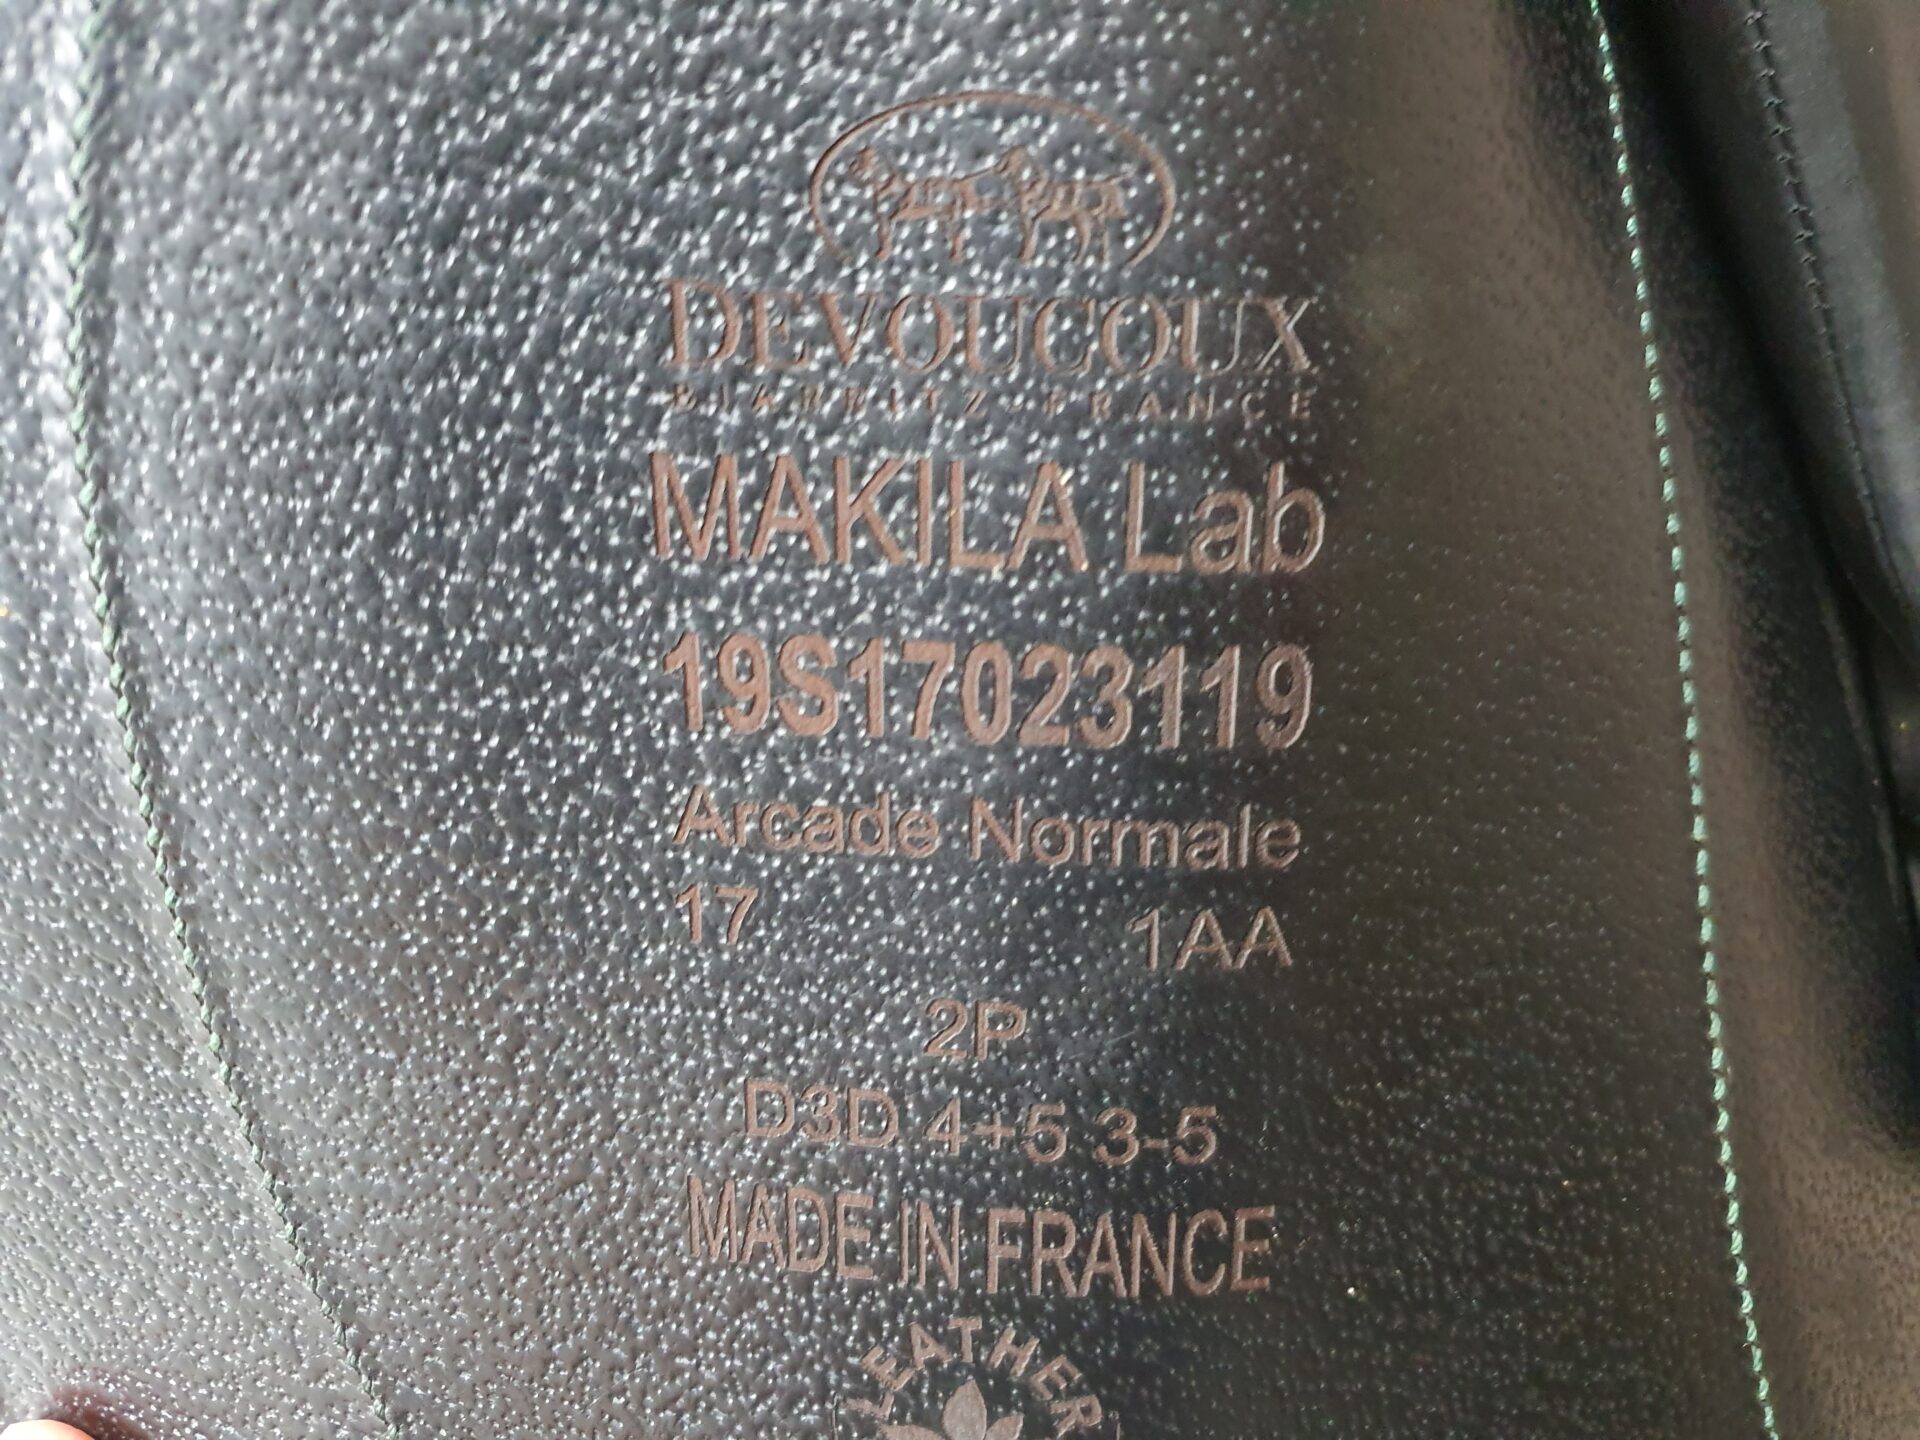 DEVOUCOUX
BIARRITZ-FRANCE
MAKILA Lab
19S17023119
Arcade Normale
17 1AA
2P
D3D 4+5 3-5
MADE IN FRANCE
LEATHER